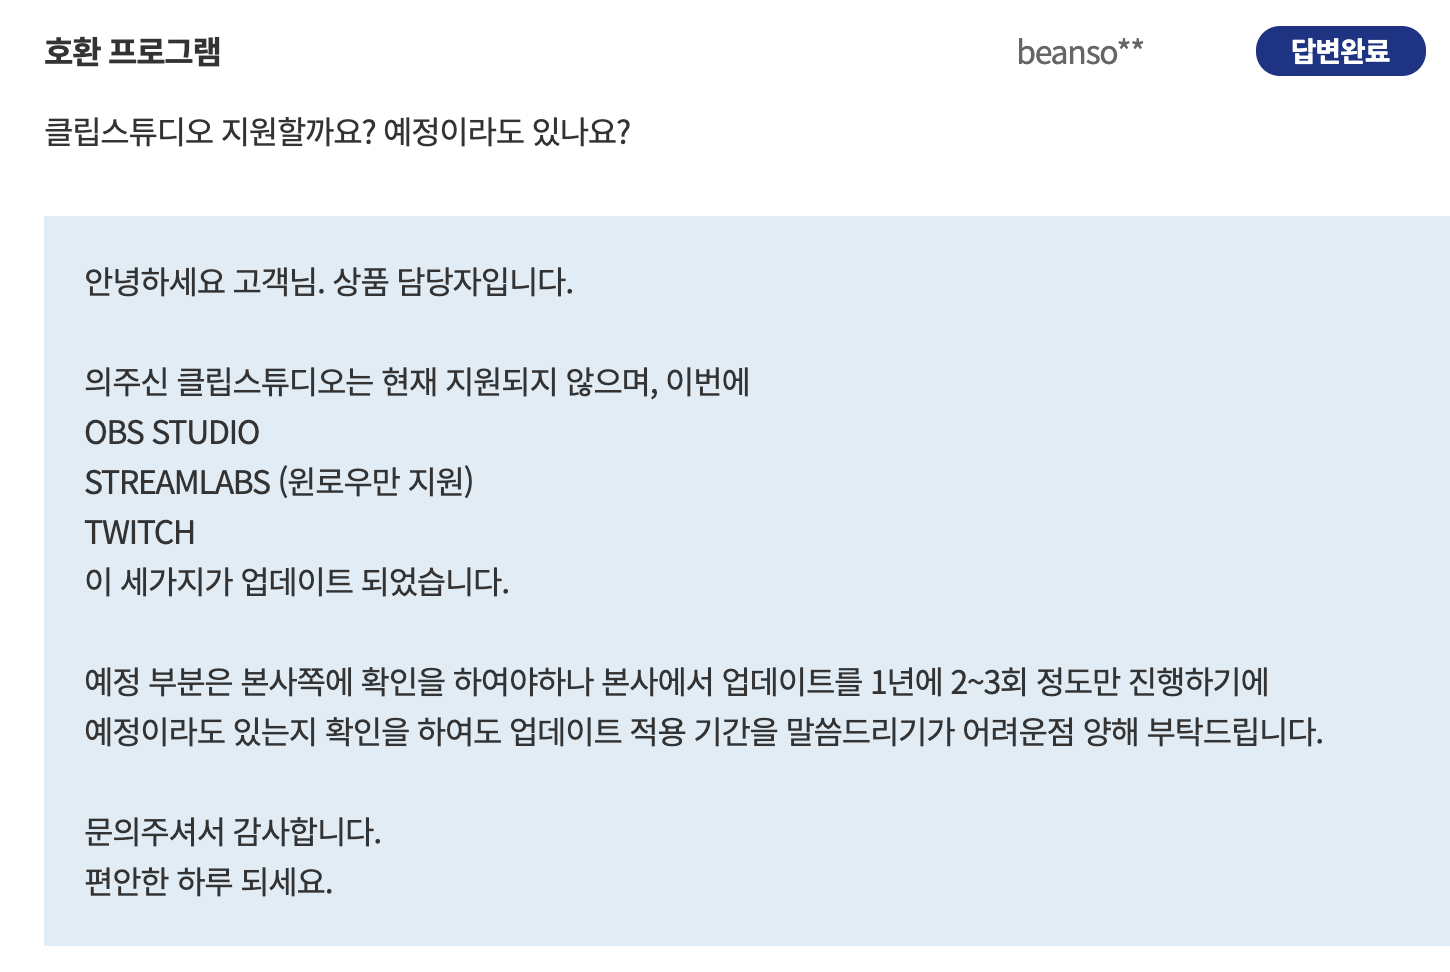 호환 프로그램
beanso**
답변완료
클립스튜디오 지원할까요? 예정이라도 있나요?
안녕하세요 고객님. 상품 담당자입니다.
의주신 클립스튜디오는 현재 지원되지 않으며, 이번에
OBS STUDIO
STREAMLABS (윈로우만 지원)
TWITCH
이 세가지가 업데이트 되었습니다.
예정 부분은 본사쪽에 확인을 하여야하나 본사에서 업데이트를 1년에 2~3회 정도만 진행하기에
예정이라도 있는지 확인을 하여도 업데이트 적용 기간을 말씀드리기가 어려운점 양해 부탁드립니다.
문의주셔서 감사합니다.
편안한 하루 되세요.